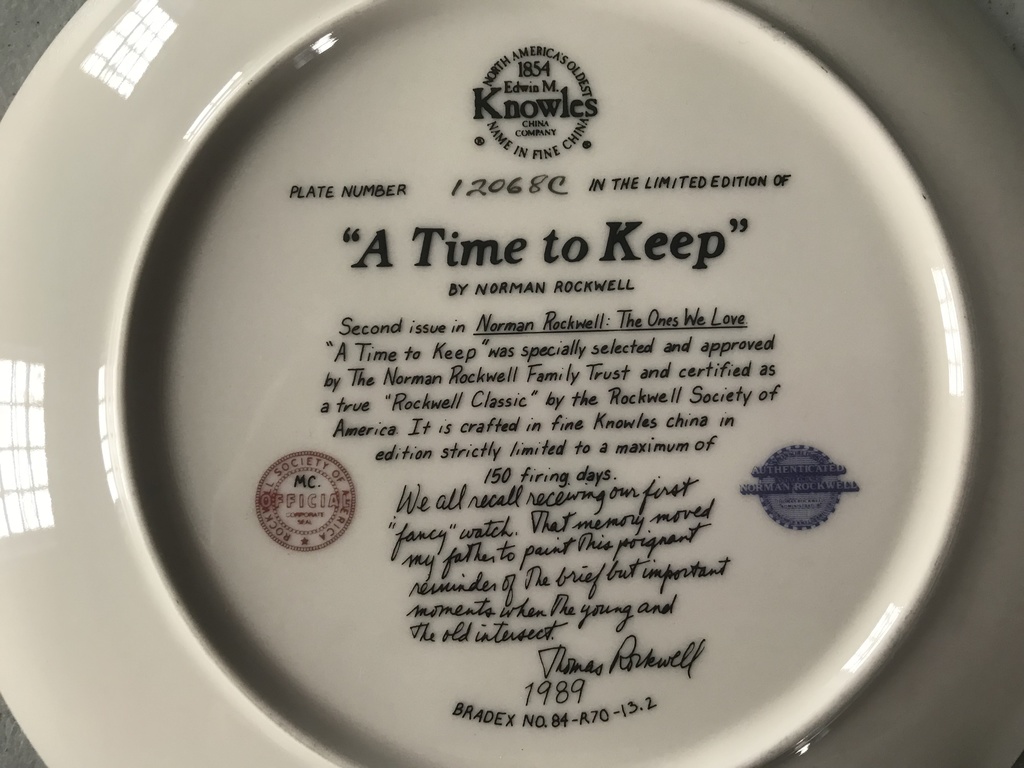 NORTH AMERICA'S OLDEST
1854
Edwin M.
Knowles
CHINA
COMPANY
NAME IN FINE CHINA
PLATE NUMBER 12068C IN THE LIMITED EDITION OF
"A Time to Keep"
BY NORMAN ROCKWELL
Second issue in Norman Rockwell: The Ones We Love
"A Time to Keep" was specially selected and approved
by The Norman Rockwell Family Trust and certified as
a true "Rockwell Classic" by the Rockwell Society of
America. It is crafted in fine Knowles china in
edition strictly limited to a maximum of
150 firing days.
ROCKWELL SOCIETY OF AMERICA
M.C.
OFFICIAL
CORPORATE
SEAL
AUTHENTICATED
NORMAN ROCKWELL
We all recall receiving our first
"fancy" watch. That memory moved
my father to paint this poignant
reminder of the brief but important
moments when the young and
the old intersect.
Thomas Rockwell
1989
BRADEX NO. 84-R70-13.2